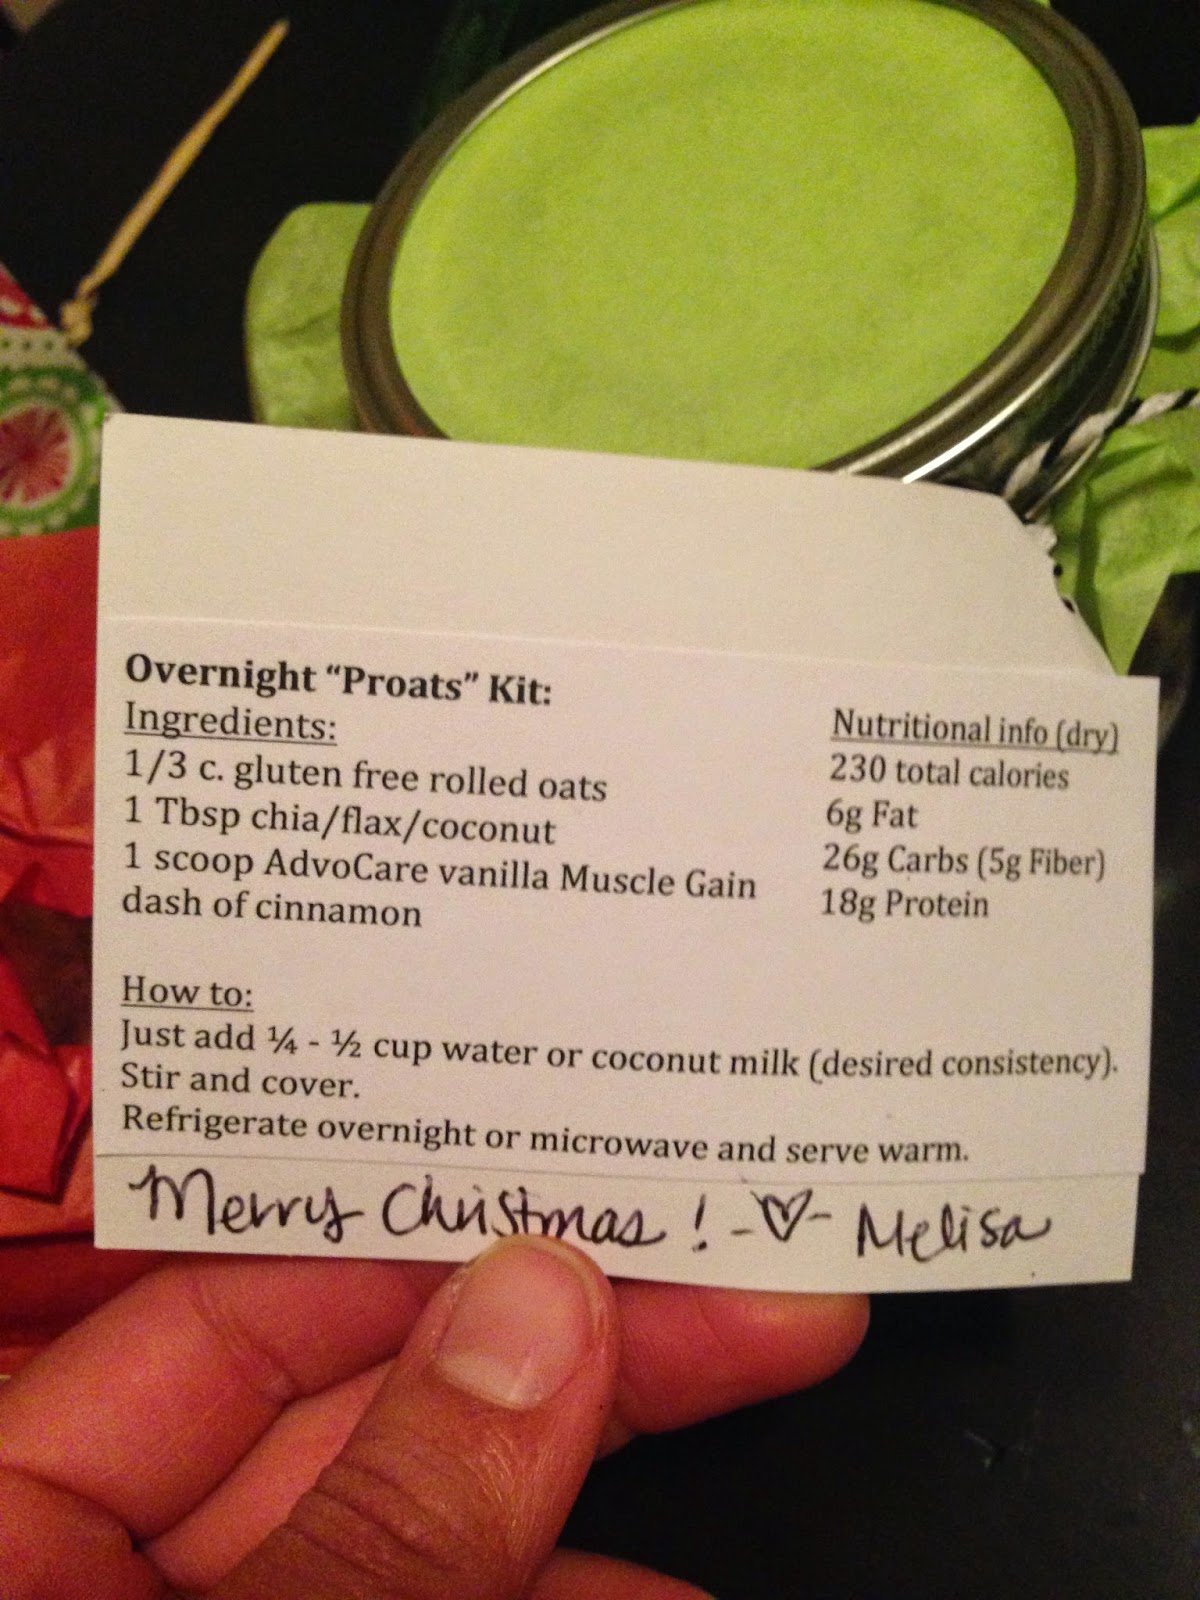 Overnight “Proats” Kit:
Ingredients:
1/3 c. gluten free rolled oats
1 Tbsp chia/flax/coconut
1 scoop AdvoCare vanilla Muscle Gain
dash of cinnamon
Nutritional info (dry)
230 total calories
6g Fat
26g Carbs (5g Fiber)
18g Protein
How to:
Just add ¼ - ½ cup water or coconut milk (desired consistency).
Stir and cover.
Refrigerate overnight or microwave and serve warm.
Merry Christmas! -♡- Melisa